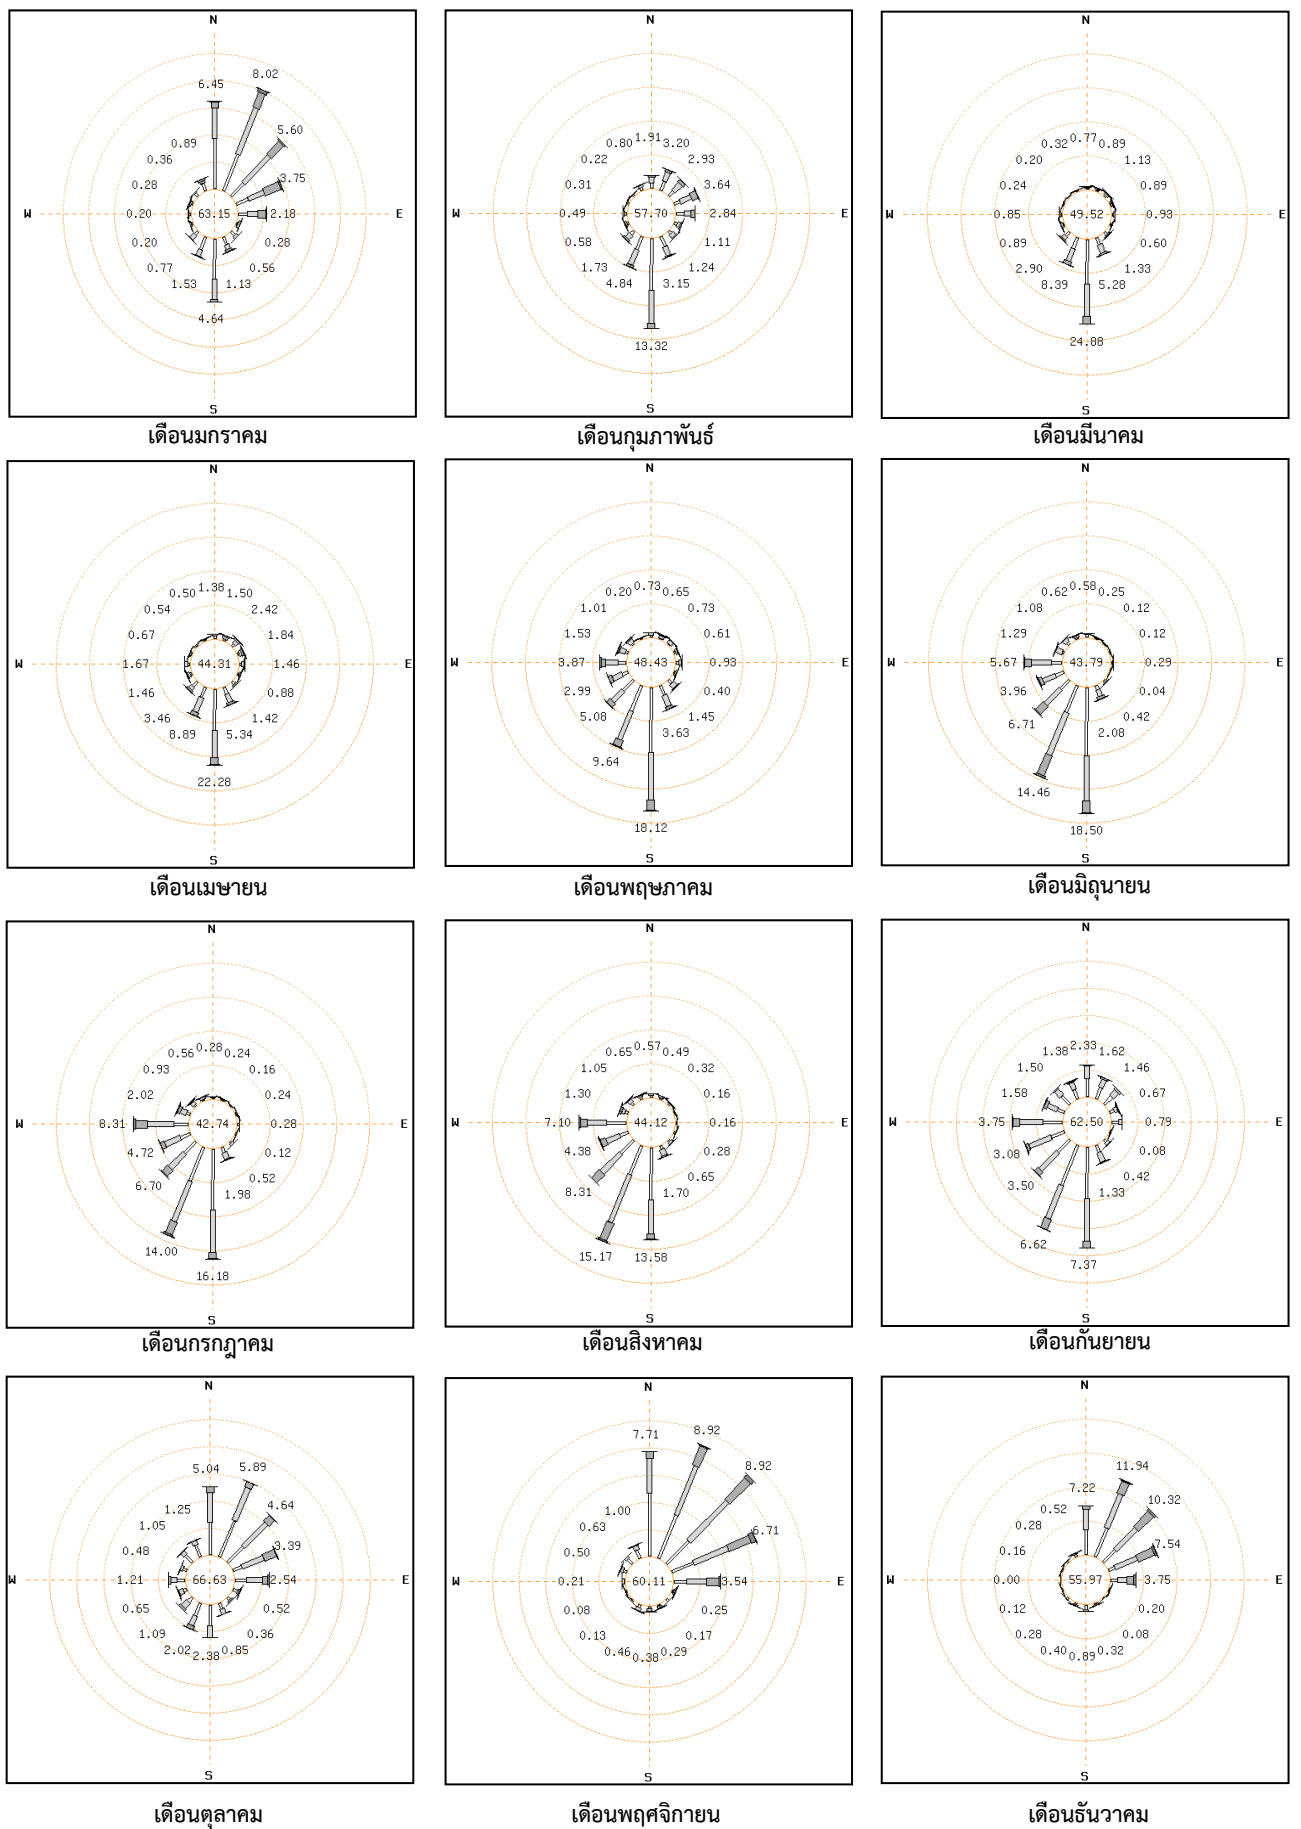 N
8.02
6.45
5.60
0.89
0.36
3.75
0.28
W 0.20 63.15 2.18 E
0.20 0.28
0.77 0.56
1.53 1.13
4.64
S
เดือนมกราคม
N
0.80 1.91 3.20
0.22 2.93
0.31 3.64
W 0.49 57.70 2.84 E
0.58 1.11
1.73 1.24
4.84 3.15
13.32
S
เดือนกุมภาพันธ์
N
0.32 0.77 0.89
0.20 1.13
0.24 0.89
W 0.85 49.52 0.93 E
0.89 0.60
2.90 1.33
8.39 5.28
24.88
S
เดือนมีนาคม
N
0.50 1.38 1.50
0.54 2.42
0.67 1.84
W 1.67 44.31 1.46 E
1.46 0.88
3.46 1.42
8.89 5.34
22.28
S
เดือนเมษายน
N
0.20 0.73 0.65
1.01 0.73
1.53 0.61
W 3.87 48.43 0.93 E
2.99 0.40
5.08 1.45
9.64 3.63
18.12
S
เดือนพฤษภาคม
N
0.62 0.58 0.25
1.08 0.12
1.29 0.12
W 5.67 43.79 0.29 E
3.96 0.04
6.71 0.42
14.46 2.08
18.50
S
เดือนมิถุนายน
N
0.56 0.28 0.24
0.93 0.16
2.02 0.24
W 8.31 42.74 0.28 E
4.72 0.12
6.70 0.52
14.00 1.98
16.18
S
เดือนกรกฎาคม
N
0.65 0.57 0.49
1.05 0.32
1.30 0.16
W 7.10 44.12 0.16 E
4.38 0.28
8.31 0.65
15.17 1.70
13.58
S
เดือนสิงหาคม
N
1.38 2.33 1.62
1.50 1.46
1.58 0.67
W 3.75 62.50 0.79 E
3.08 0.08
3.50 0.42
6.62 1.33
7.37
S
เดือนกันยายน
N
5.04 5.89
1.25 4.64
1.05
0.48 3.39
W 1.21 66.63 2.54 E
0.65 0.52
1.09 0.36
2.02 2.38 0.85
S
เดือนตุลาคม
N
7.71 8.92
8.92
1.00
0.63 6.71
0.50
W 0.21 60.11 3.54 E
0.08 0.25
0.13 0.17
0.46 0.38 0.29
S
เดือนพฤศจิกายน
N
11.94
7.22
0.52 10.32
0.28
0.16 7.54
W 0.00 55.97 3.75 E
0.12 0.20
0.28 0.08
0.40 0.89 0.32
S
เดือนธันวาคม